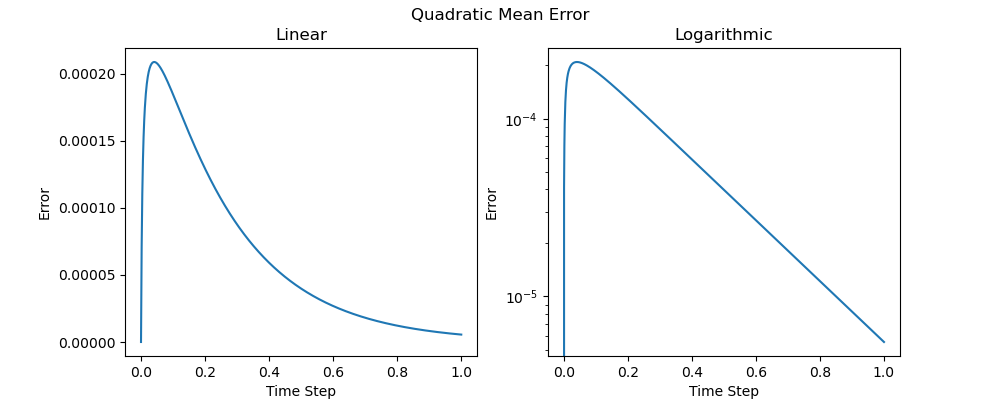 Quadratic Mean Error
Linear
0.00020
0.00015
0.00010
0.00005
0.00000
Error
0.0 0.2 0.4 0.6 0.8 1.0
Time Step
Logarithmic
10⁻⁴
10⁻⁵
Error
0.0 0.2 0.4 0.6 0.8 1.0
Time Step